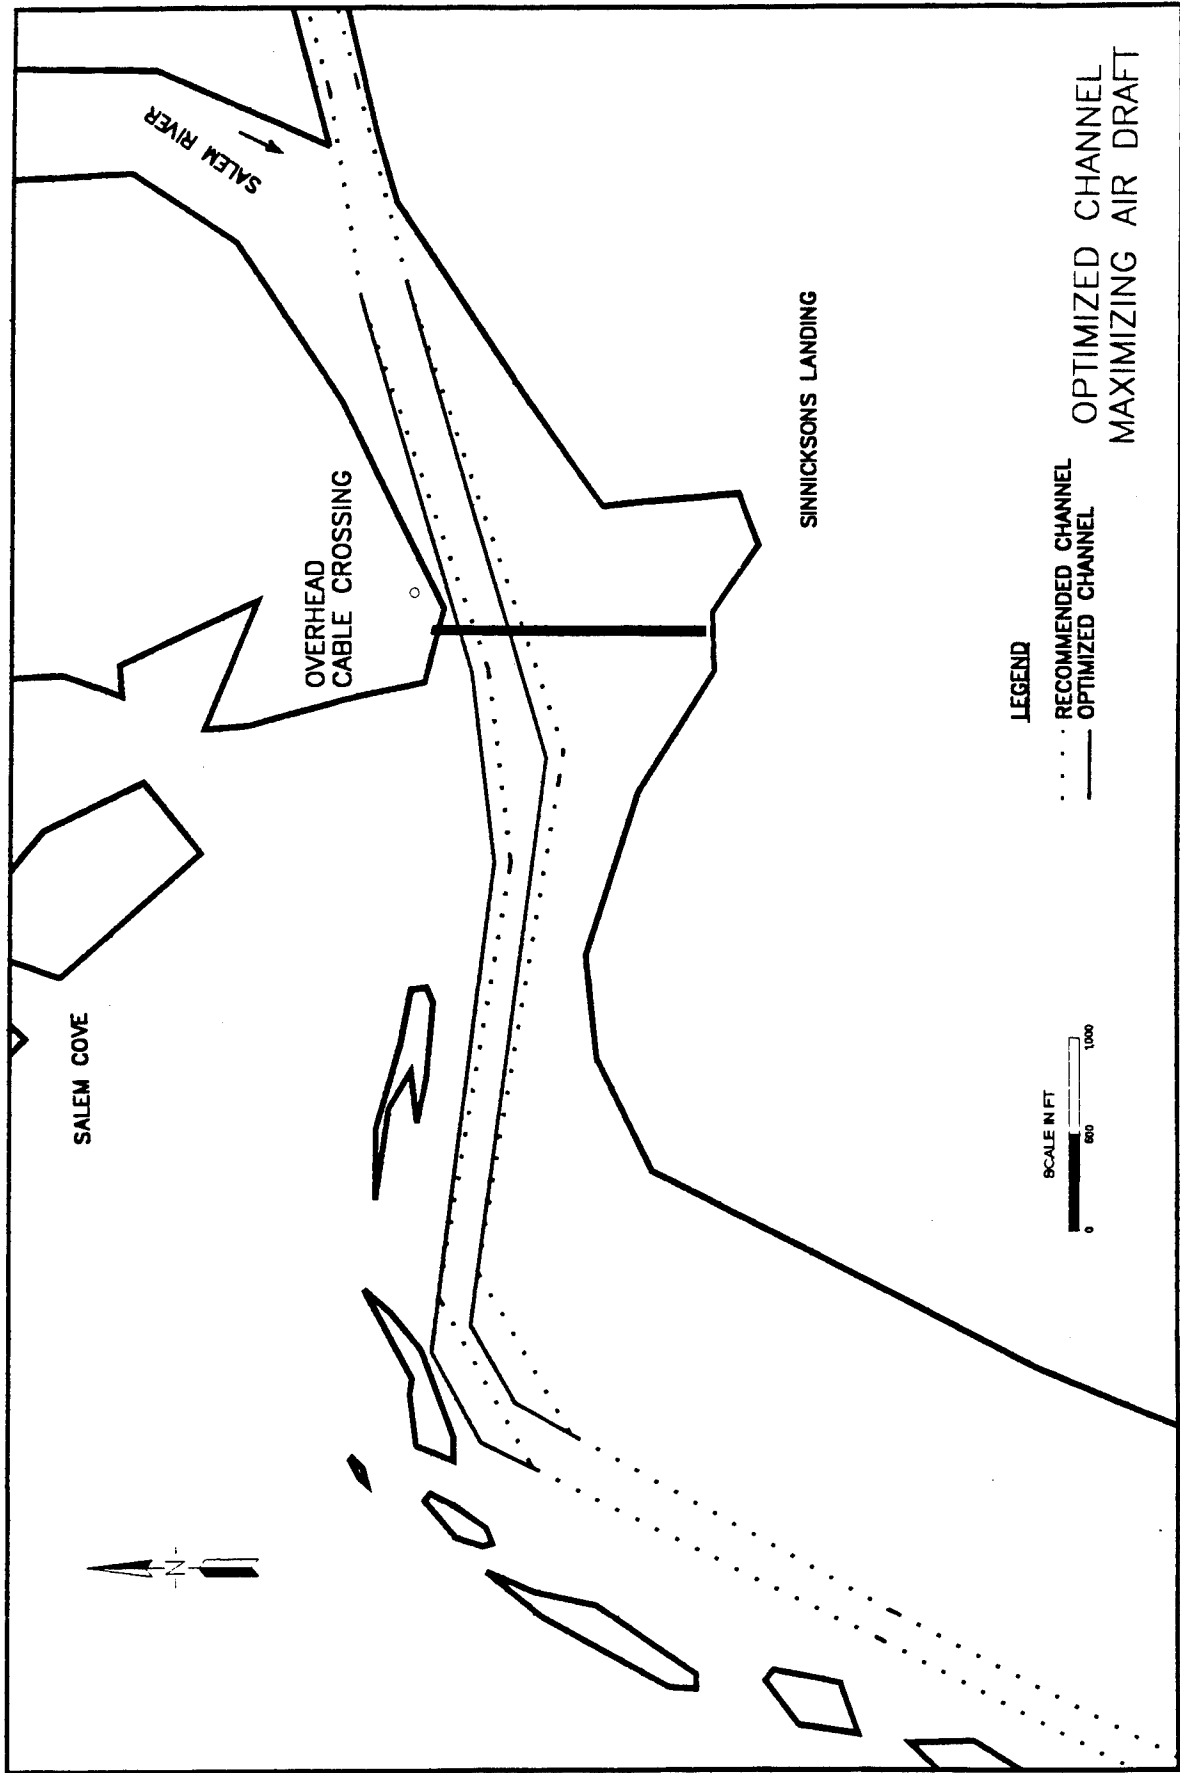 SALEM COVE
OVERHEAD
CABLE CROSSING
SALEM RIVER
-N-
SINNICKSONS LANDING
LEGEND
RECOMMENDED CHANNEL
OPTIMIZED CHANNEL
SCALE IN FT
0 500 1000
OPTIMIZED CHANNEL
MAXIMIZING AIR DRAFT